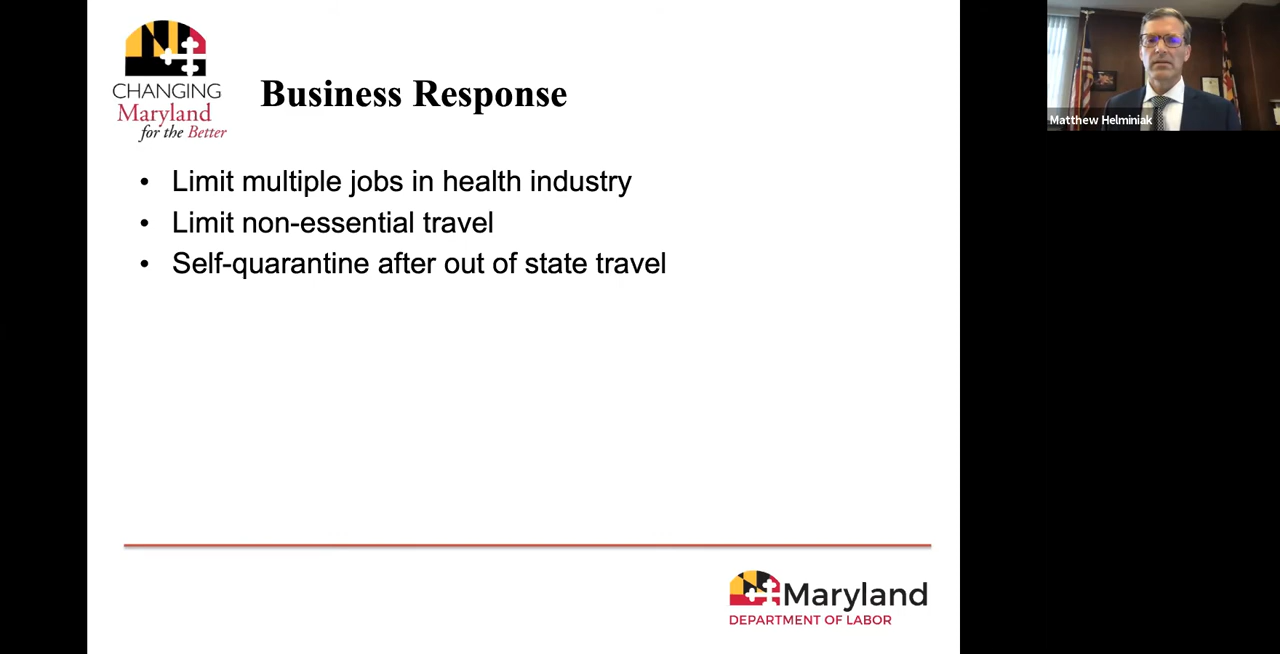 CHANGING
Maryland
for the Better
Business Response
• Limit multiple jobs in health industry
• Limit non-essential travel
• Self-quarantine after out of state travel
Maryland
DEPARTMENT OF LABOR
Matthew Helminiak